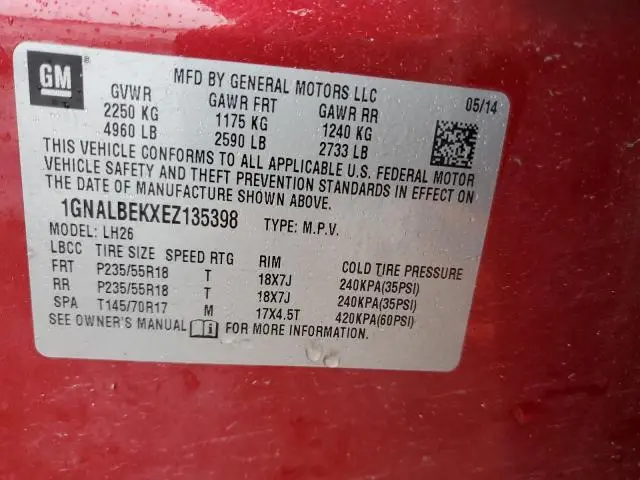 GM ®
MFD BY GENERAL MOTORS LLC
GVWR GAWR FRT GAWR RR 05/14
2250 KG 1175 KG 1240 KG
4960 LB 2590 LB 2733 LB
THIS VEHICLE CONFORMS TO ALL APPLICABLE U.S. FEDERAL MOTOR
VEHICLE SAFETY AND THEFT PREVENTION STANDARDS IN EFFECT ON
THE DATE OF MANUFACTURE SHOWN ABOVE.
1GNALBEKXEZ135398 TYPE: M.P.V.
MODEL: LH26
LBCC TIRE SIZE SPEED RTG RIM COLD TIRE PRESSURE
FRT P235/55R18 T 18X7J 240KPA(35PSI)
RR P235/55R18 T 18X7J 240KPA(35PSI)
SPA T145/70R17 M 17X4.5T 420KPA(60PSI)
SEE OWNER'S MANUAL i FOR MORE INFORMATION.